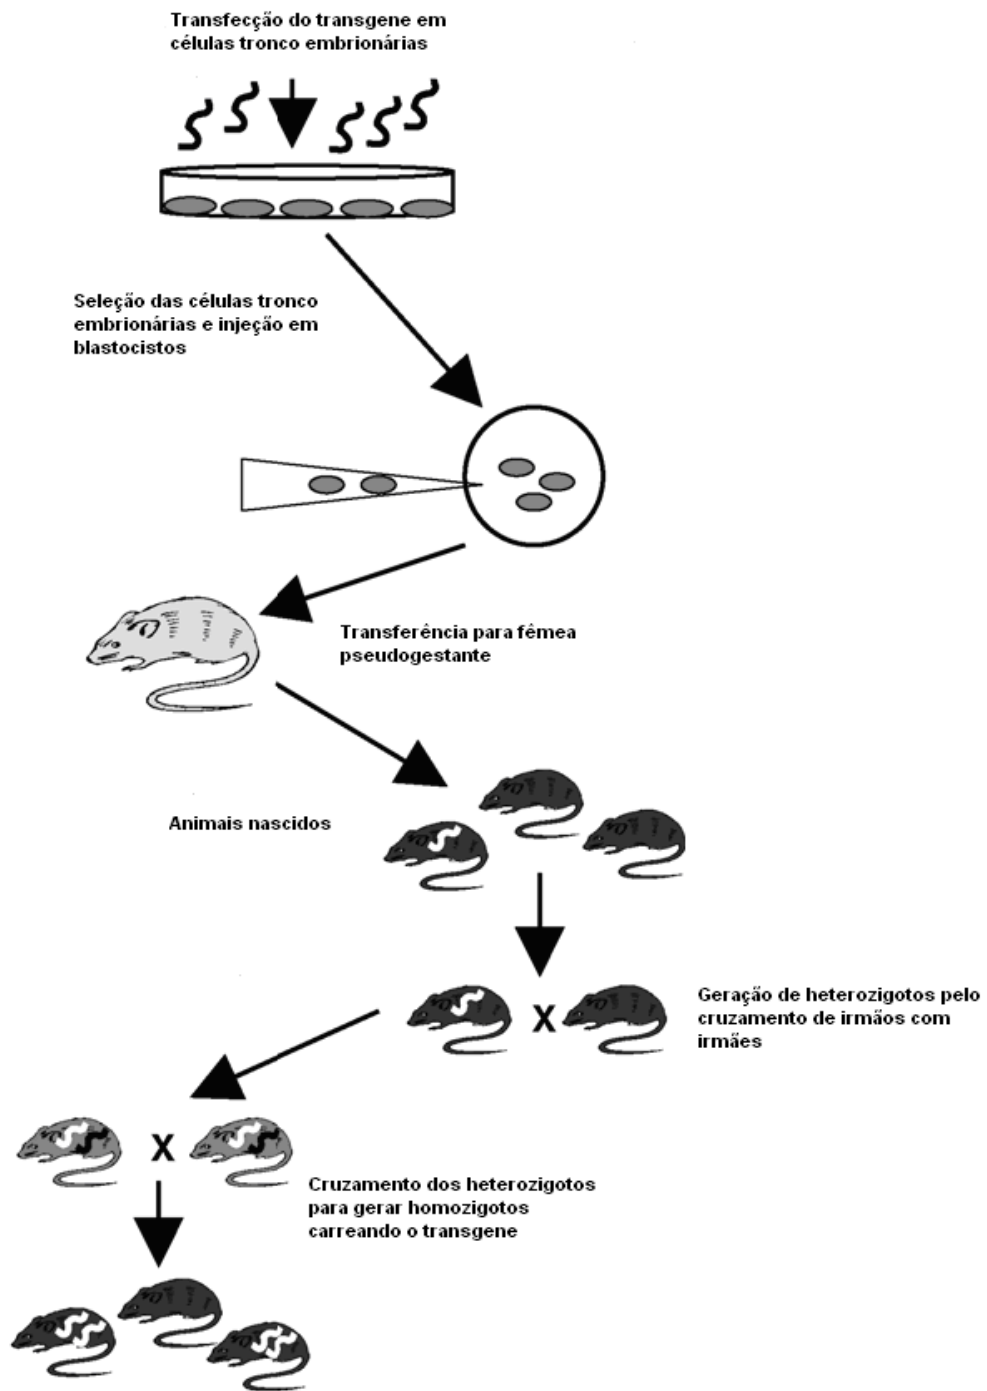 Transfecção do transgene em
células tronco embrionárias
Seleção das células tronco
embrionárias e injeção em
blastocistos
Transferência para fêmea
pseudogestante
Animais nascidos
X
Geração de heterozigotos pelo
cruzamento de irmãos com
irmães
X
Cruzamento dos heterozigotos
para gerar homozigotos
carreando o transgene